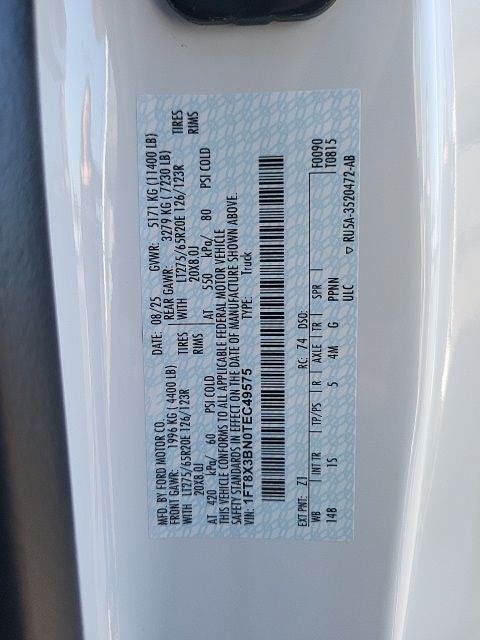 MFD. BY FORD MOTOR CO. DATE: 08/25 GVWR: 5171 KG (11400 LB)
FRONT GAWR: 1996 KG (4400 LB) REAR GAWR: 3279 KG (7230 LB)
WITH LT275/65R20E 126/123R TIRES WITH LT275/65R20E 126/123R TIRES
20X8.0J RIMS 20X8.0J RIMS
AT 420 kPa/ 60 PSI COLD AT 550 kPa/ 80 PSI COLD
THIS VEHICLE CONFORMS TO ALL APPLICABLE FEDERAL MOTOR VEHICLE
SAFETY STANDARDS IN EFFECT ON THE DATE OF MANUFACTURE SHOWN ABOVE.
VIN: 1FT8X3BN0TEC49575 TYPE: Truck
F0090
T0815
EXT PNT: Z1 RC: 74 DSO:
WB INT TR TP/PS R AXLE TR SPR
148 1S 5 4M G PPNN
ULC
▽ RU5A-3520472-AB